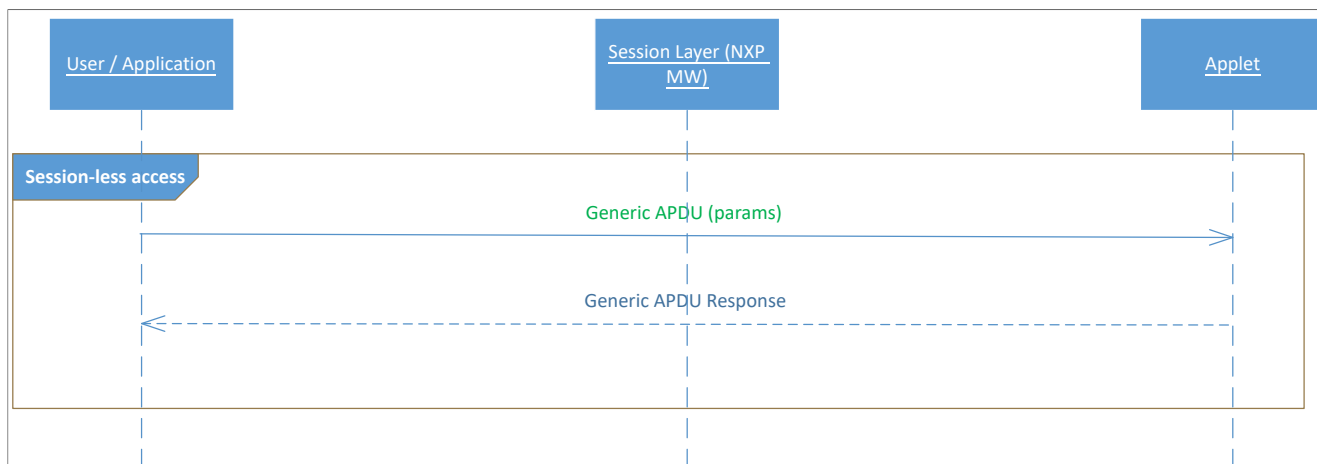 User / Application
Session Layer (NXP
MW)
Applet
Session-less access
Generic APDU (params)
Generic APDU Response